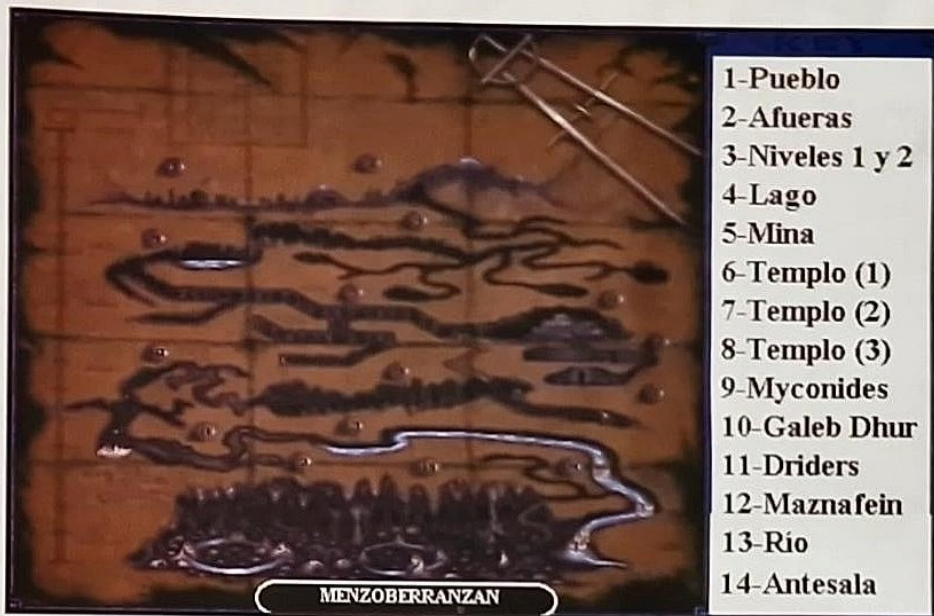 KEY
1-Pueblo
2-Afueras
3-Niveles 1 y 2
4-Lago
5-Mina
6-Templo (1)
7-Templo (2)
8-Templo (3)
9-Myconides
10-Galeb Dhur
11-Driders
12-Maznafein
13-Río
14-Antesala
MENZOBERRANZAN